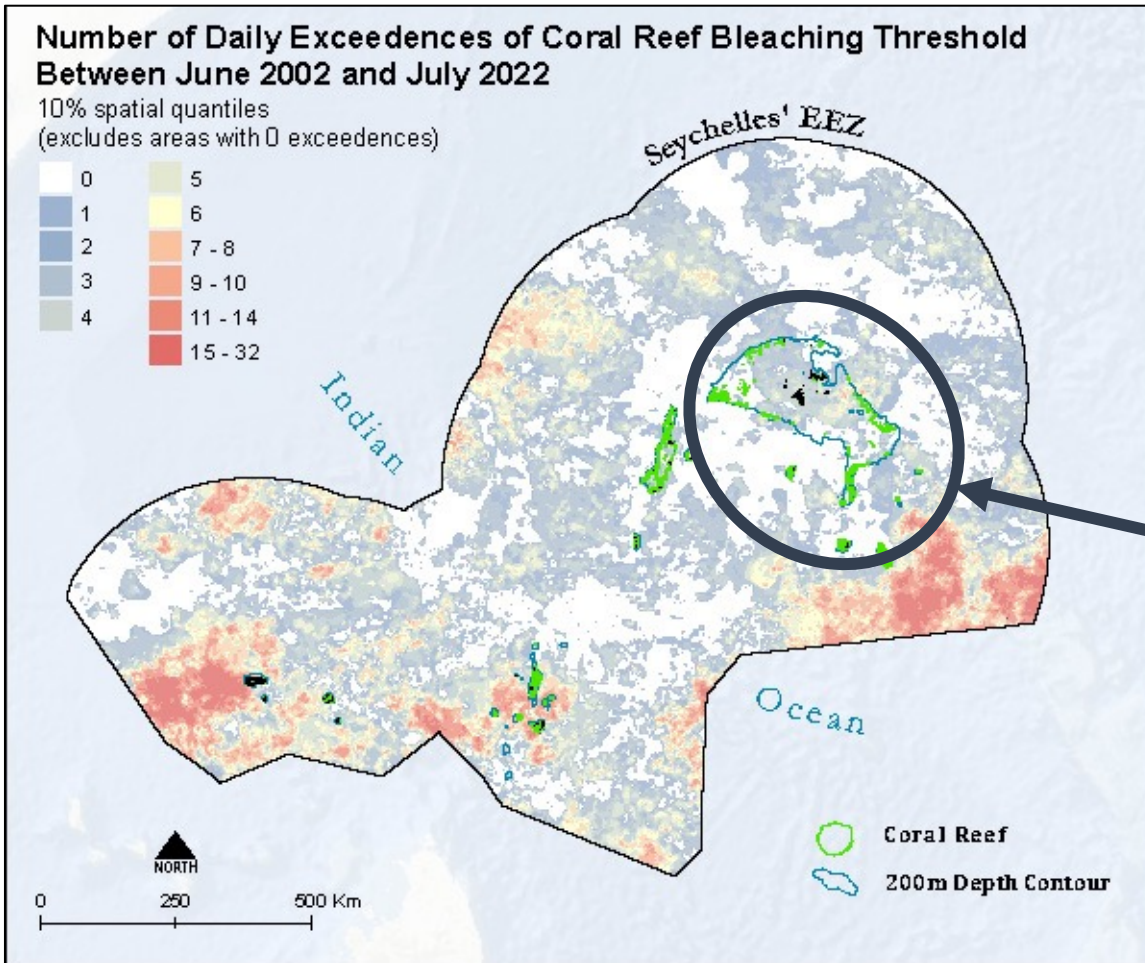 Number of Daily Exceedences of Coral Reef Bleaching Threshold
Between June 2002 and July 2022
10% spatial quantiles
(excludes areas with 0 exceedences)
0
1
2
3
4
5
6
7 - 8
9 - 10
11 - 14
15 - 32
Seychelles' EEZ
Indian
Ocean
NORTH
0 250 500 Km
Coral Reef
200m Depth Contour